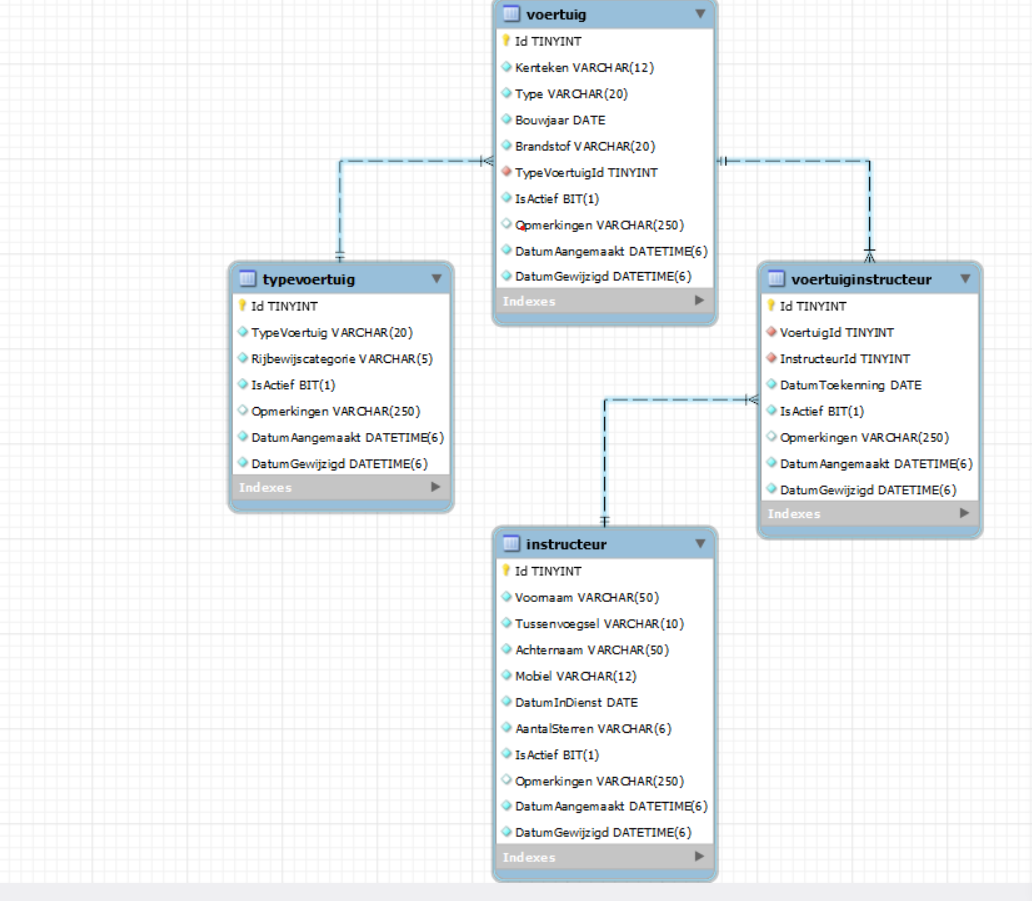 voertuig
Id TINYINT
Kenteken VARCHAR(12)
Type VARCHAR(20)
Bouwjaar DATE
Brandstof VARCHAR(20)
TypeVoertuigId TINYINT
IsActief BIT(1)
Opmerkingen VARCHAR(250)
DatumAangemaakt DATETIME(6)
DatumGewijzigd DATETIME(6)
Indexes
typevoertuig
Id TINYINT
TypeVoertuig VARCHAR(20)
Rijbewijscategorie VARCHAR(5)
IsActief BIT(1)
Opmerkingen VARCHAR(250)
DatumAangemaakt DATETIME(6)
DatumGewijzigd DATETIME(6)
Indexes
voertuiginstructeur
Id TINYINT
VoertuigId TINYINT
InstructeurId TINYINT
DatumToekenning DATE
IsActief BIT(1)
Opmerkingen VARCHAR(250)
DatumAangemaakt DATETIME(6)
DatumGewijzigd DATETIME(6)
Indexes
instructeur
Id TINYINT
Voornaam VARCHAR(50)
Tussenvoegsel VARCHAR(10)
Achternaam VARCHAR(50)
Mobiel VARCHAR(12)
DatumInDienst DATE
AantalSterren VARCHAR(6)
IsActief BIT(1)
Opmerkingen VARCHAR(250)
DatumAangemaakt DATETIME(6)
DatumGewijzigd DATETIME(6)
Indexes